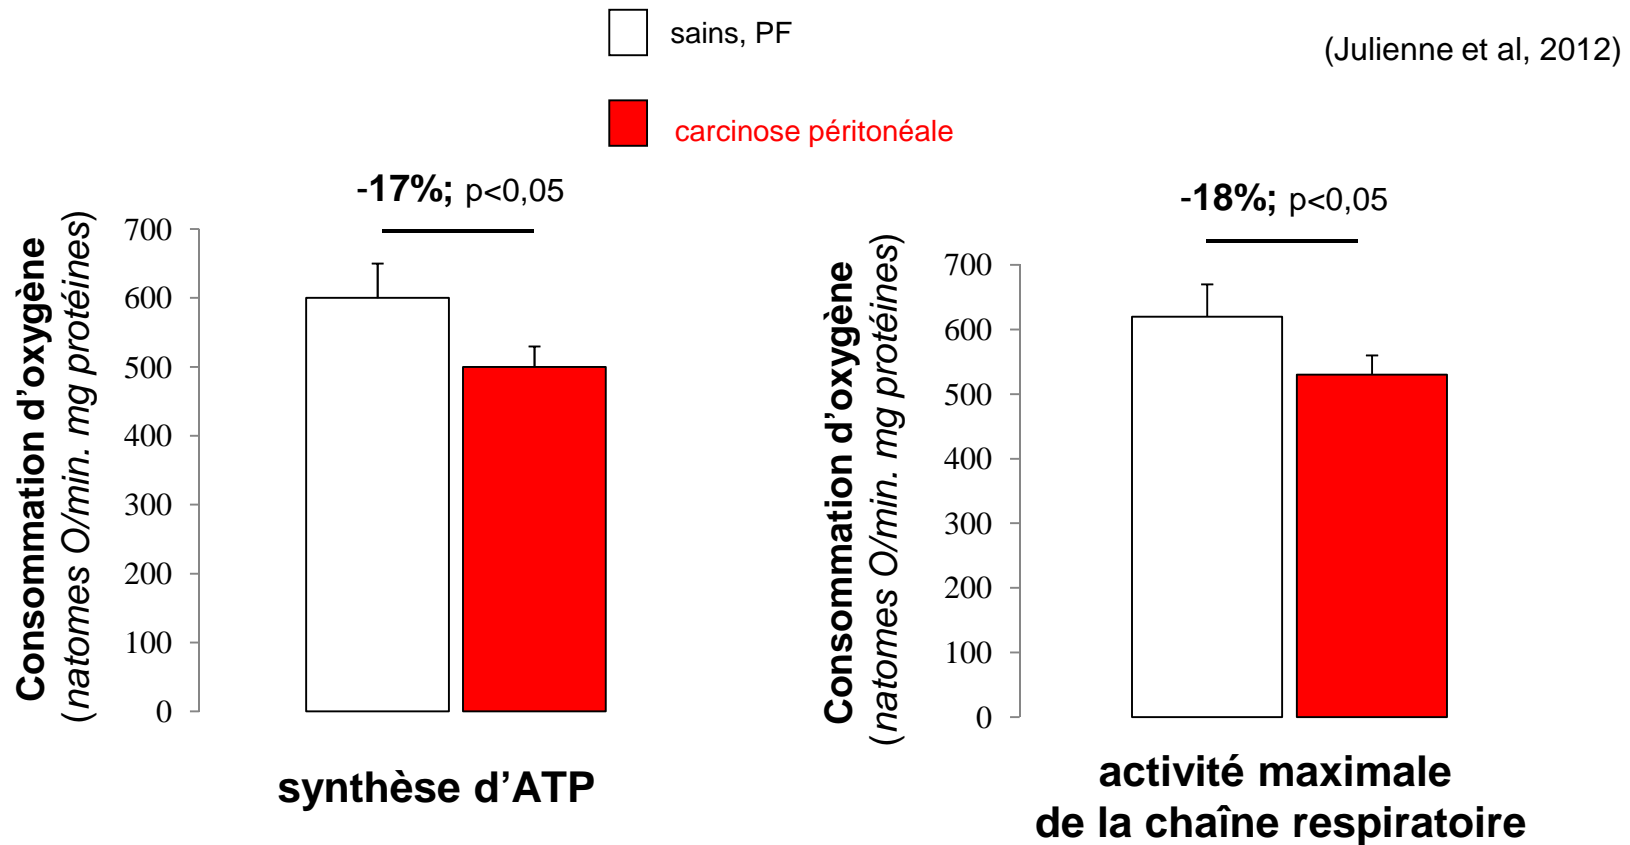 sains, PF
(Julienne et al, 2012)
carcinose péritonéale
-17%; p<0,05
Consommation d’oxygène
(natomes O/min. mg protéines)
700
600
500
400
300
200
100
0
synthèse d’ATP
-18%; p<0,05
Consommation d’oxygène
(natomes O/min. mg protéines)
700
600
500
400
300
200
100
0
activité maximale
de la chaîne respiratoire